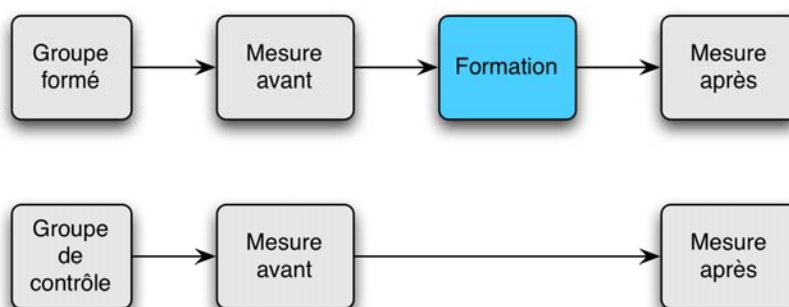 Groupe
formé
Mesure
avant
Formation
Mesure
après
Groupe
de
contrôle
Mesure
avant
Mesure
après